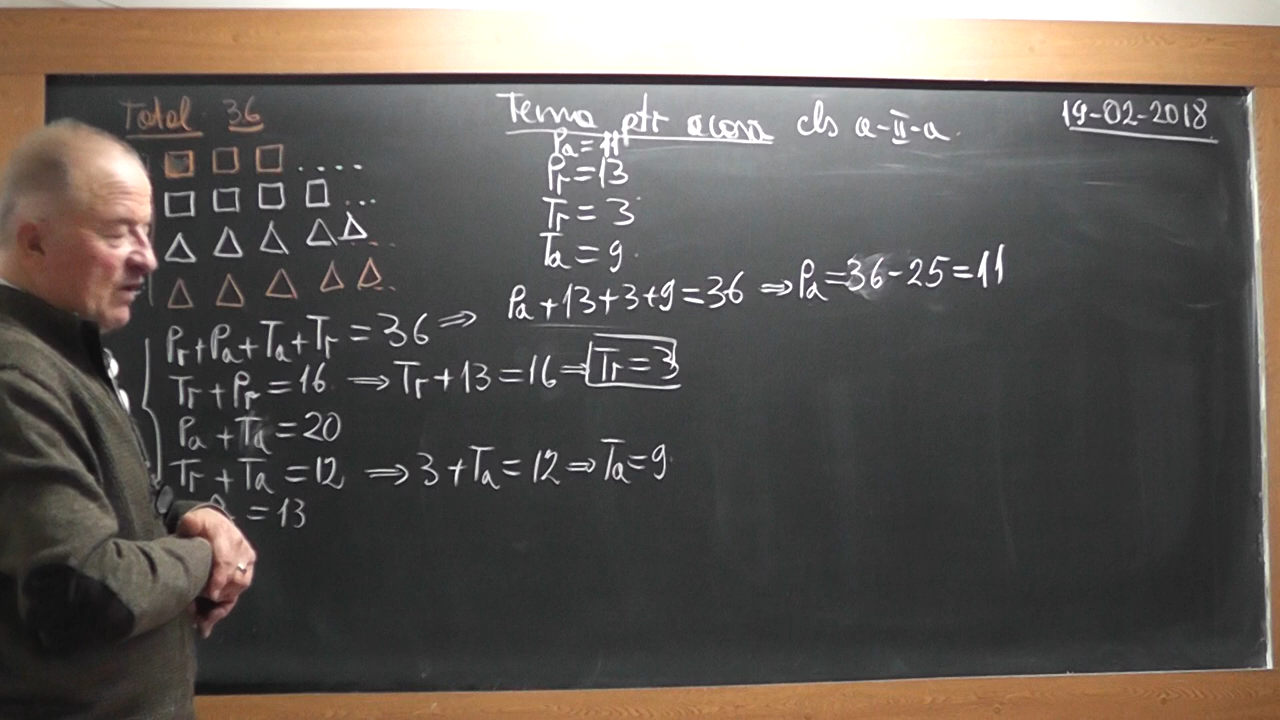 Total 36
Tema ptr acasa cls a-II-a.
19-02-2018
Pa=11
Pr=13
Tr=3
Ta=9.
Pa+13+3+9=36 ⇒ Pa=36-25=11
Pr+Pa+Ta+Tr=36 ⇒
Tr+Pr=16 ⇒ Tr+13=16 ⇒ Tr=3
Pa+Ta=20
Tr+Ta=12 ⇒ 3+Ta=12 ⇒ Ta=9.
=13